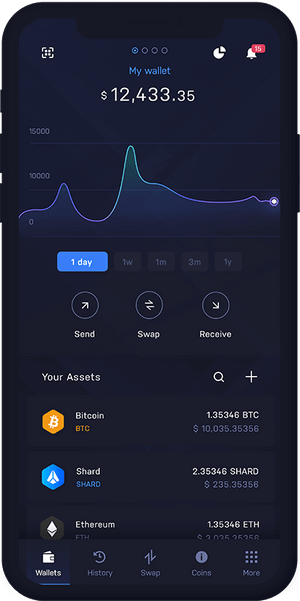 15
My wallet
$ 12,433.35
15000
10000
0
1 day 1w 1m 3m 1y
Send Swap Receive
Your Assets
Bitcoin 1.35346 BTC
BTC $ 10,035.35356
Shard 2.35346 SHARD
SHARD $ 235.35356
Ethereum 1.35346 ETH
ETH $ 3,035.35356
Wallets History Swap Coins More